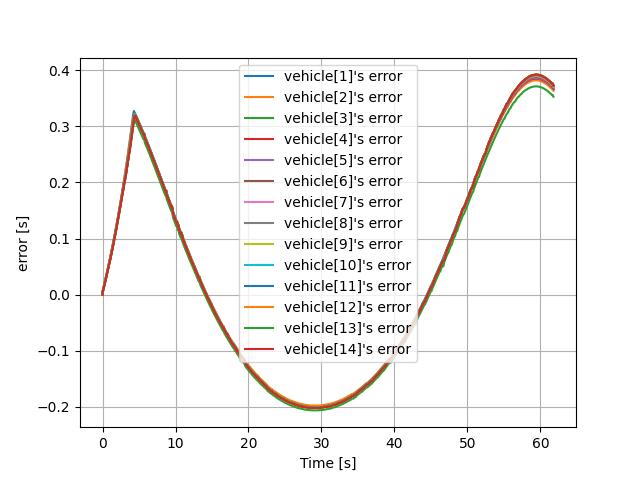 0.4
0.3
0.2
0.1
0.0
−0.1
−0.2
error [s]
vehicle[1]'s error
vehicle[2]'s error
vehicle[3]'s error
vehicle[4]'s error
vehicle[5]'s error
vehicle[6]'s error
vehicle[7]'s error
vehicle[8]'s error
vehicle[9]'s error
vehicle[10]'s error
vehicle[11]'s error
vehicle[12]'s error
vehicle[13]'s error
vehicle[14]'s error
0 10 20 30 40 50 60
Time [s]